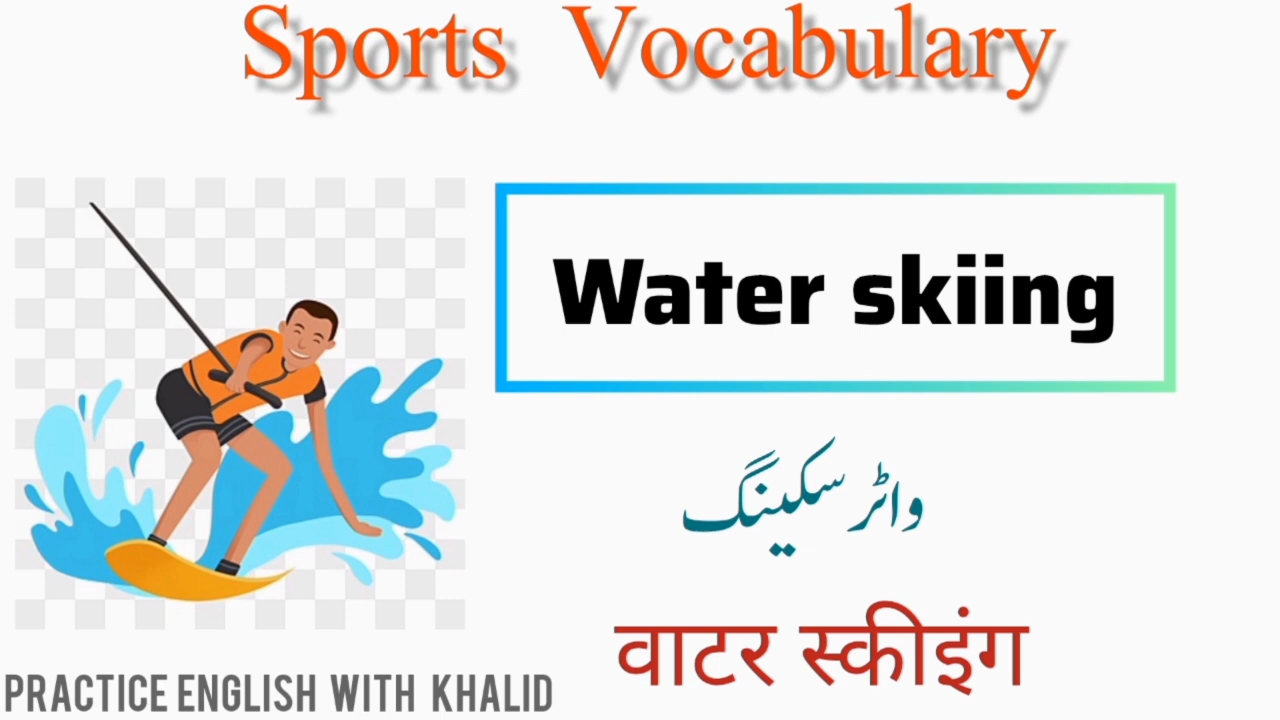 Sports Vocabulary
Water skiing
واٹر سکینگ
वाटर स्कीइंग
PRACTICE ENGLISH WITH KHALID